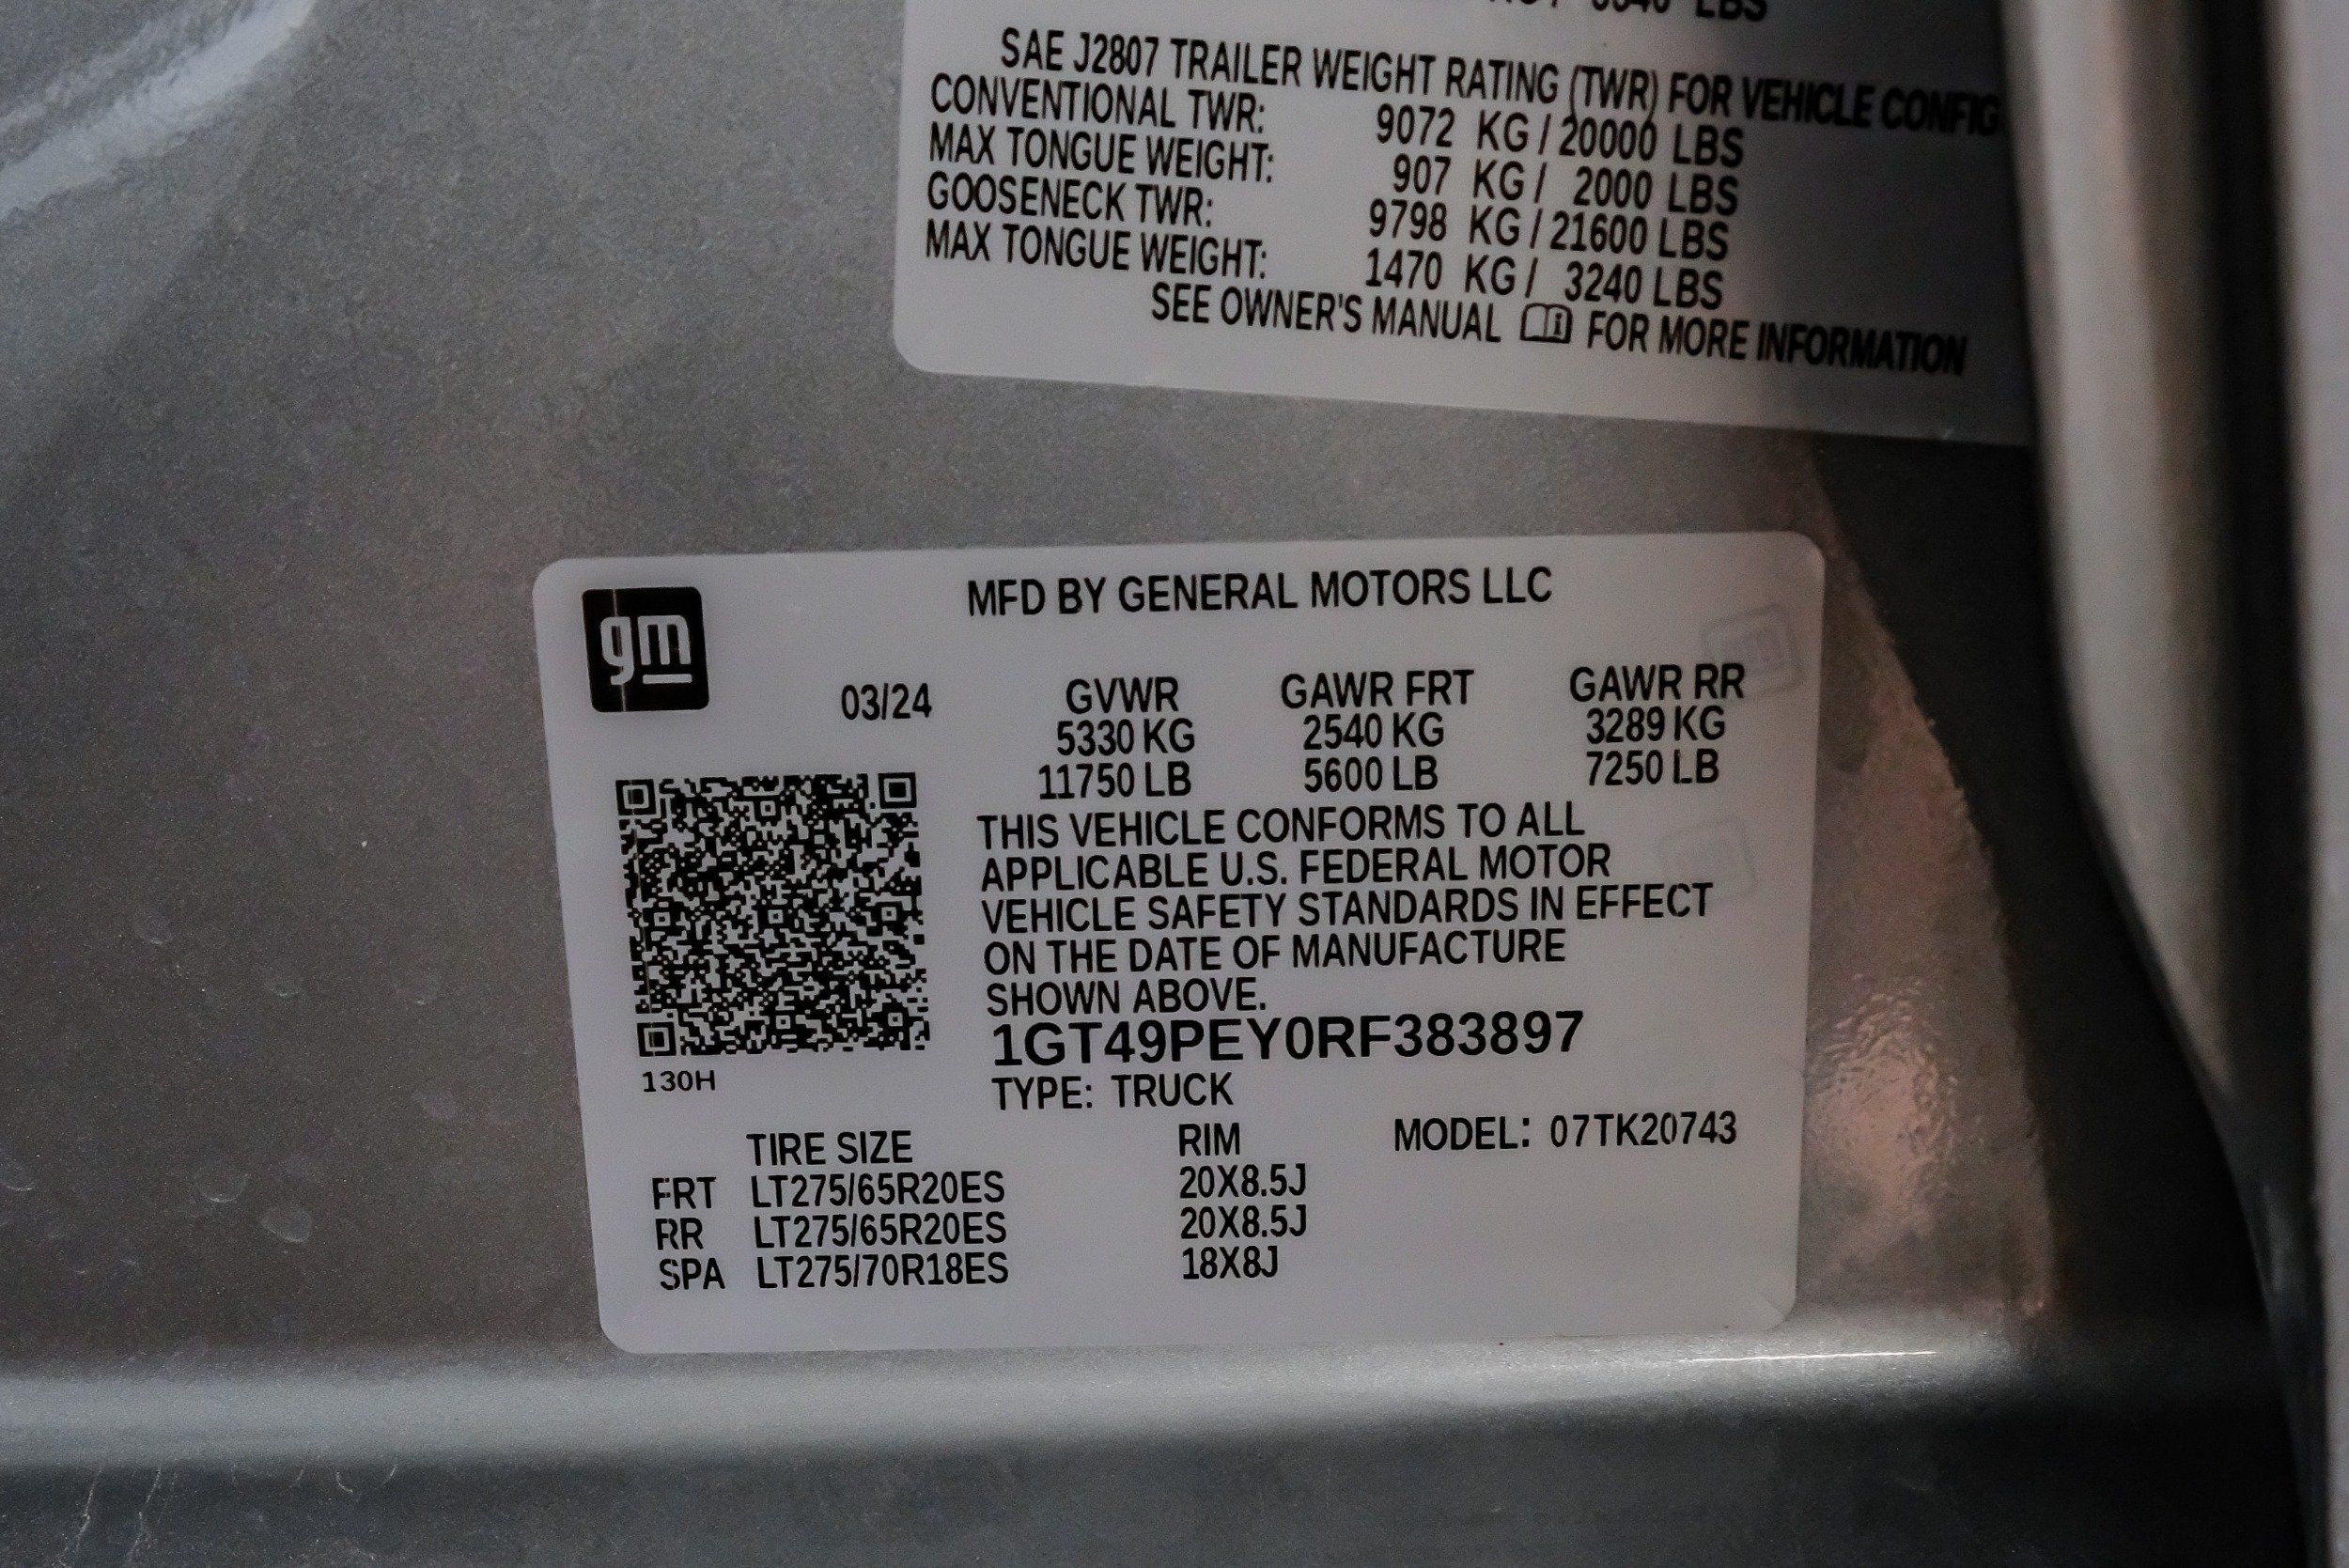 LBS
SAE J2807 TRAILER WEIGHT RATING (TWR) FOR VEHICLE CONFIG
CONVENTIONAL TWR: 9072 KG / 20000 LBS
MAX TONGUE WEIGHT: 907 KG / 2000 LBS
GOOSENECK TWR: 9798 KG / 21600 LBS
MAX TONGUE WEIGHT: 1470 KG / 3240 LBS
SEE OWNER'S MANUAL FOR MORE INFORMATION
gm
MFD BY GENERAL MOTORS LLC
03/24 GVWR GAWR FRT GAWR RR
5330 KG 2540 KG 3289 KG
11750 LB 5600 LB 7250 LB
THIS VEHICLE CONFORMS TO ALL
APPLICABLE U.S. FEDERAL MOTOR
VEHICLE SAFETY STANDARDS IN EFFECT
ON THE DATE OF MANUFACTURE
SHOWN ABOVE.
1GT49PEY0RF383897
130H
TYPE: TRUCK
TIRE SIZE RIM MODEL: 07TK20743
FRT LT275/65R20ES 20X8.5J
RR LT275/65R20ES 20X8.5J
SPA LT275/70R18ES 18X8J